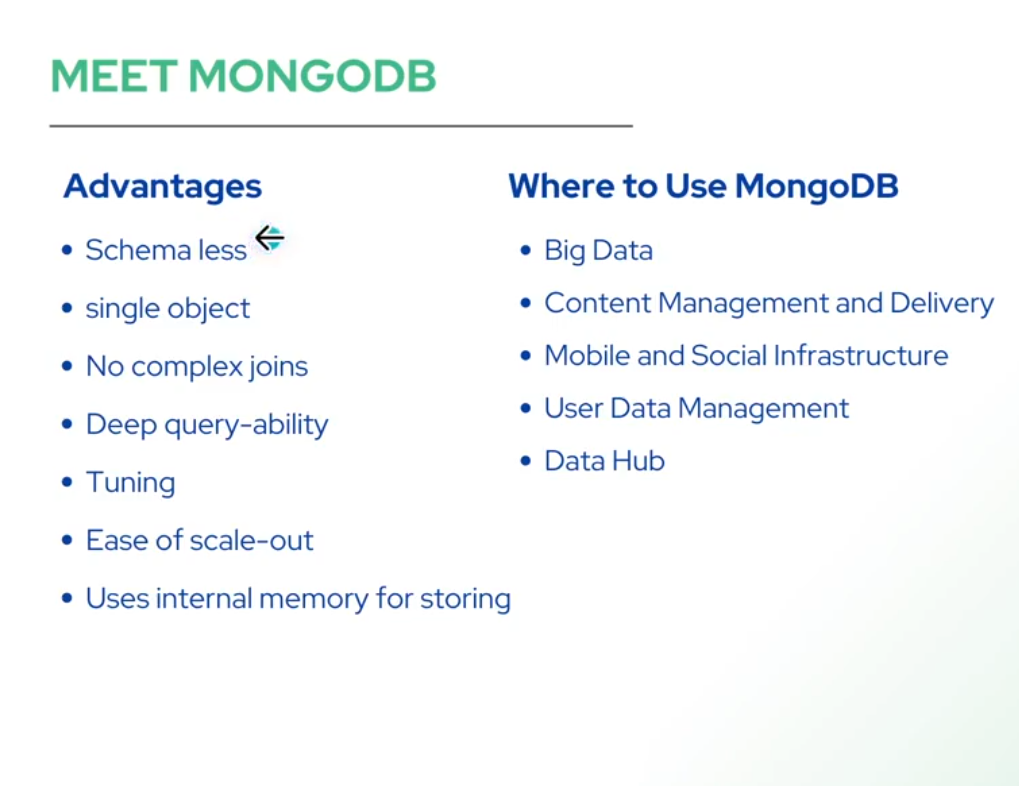 MEET MONGODB
Advantages
Schema less
single object
No complex joins
Deep query-ability
Tuning
Ease of scale-out
Uses internal memory for storing
Where to Use MongoDB
Big Data
Content Management and Delivery
Mobile and Social Infrastructure
User Data Management
Data Hub